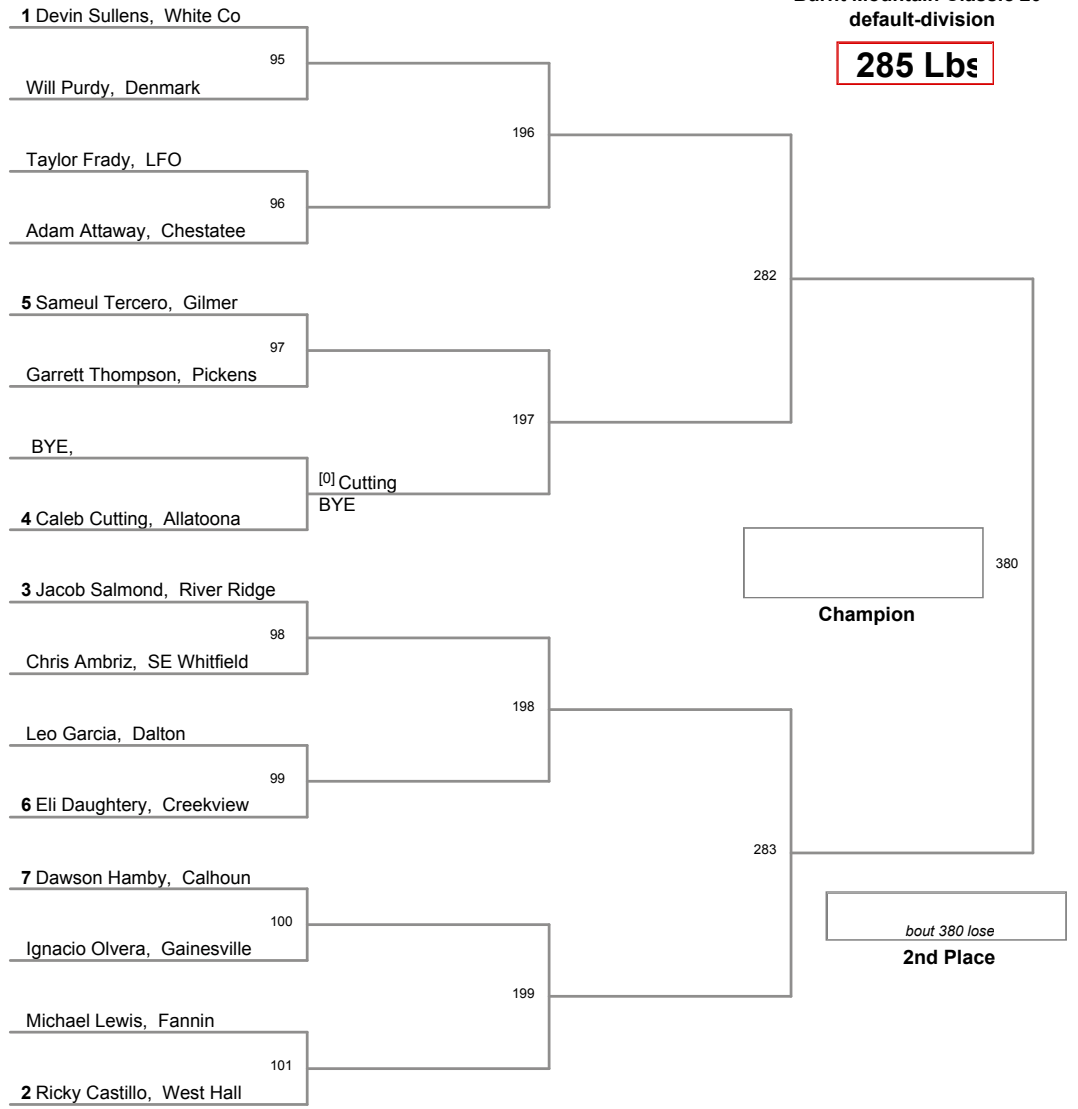 default-division
285 Lbs
1 Devin Sullens, White Co
95
Will Purdy, Denmark
196
Taylor Frady, LFO
96
Adam Attaway, Chestatee
282
5 Sameul Tercero, Gilmer
97
Garrett Thompson, Pickens
197
BYE,
[0] Cutting
BYE
4 Caleb Cutting, Allatoona
380
Champion
3 Jacob Salmond, River Ridge
98
Chris Ambriz, SE Whitfield
198
Leo Garcia, Dalton
99
6 Eli Daughtery, Creekview
283
7 Dawson Hamby, Calhoun
100
Ignacio Olvera, Gainesville
bout 380 lose
2nd Place
199
Michael Lewis, Fannin
101
2 Ricky Castillo, West Hall